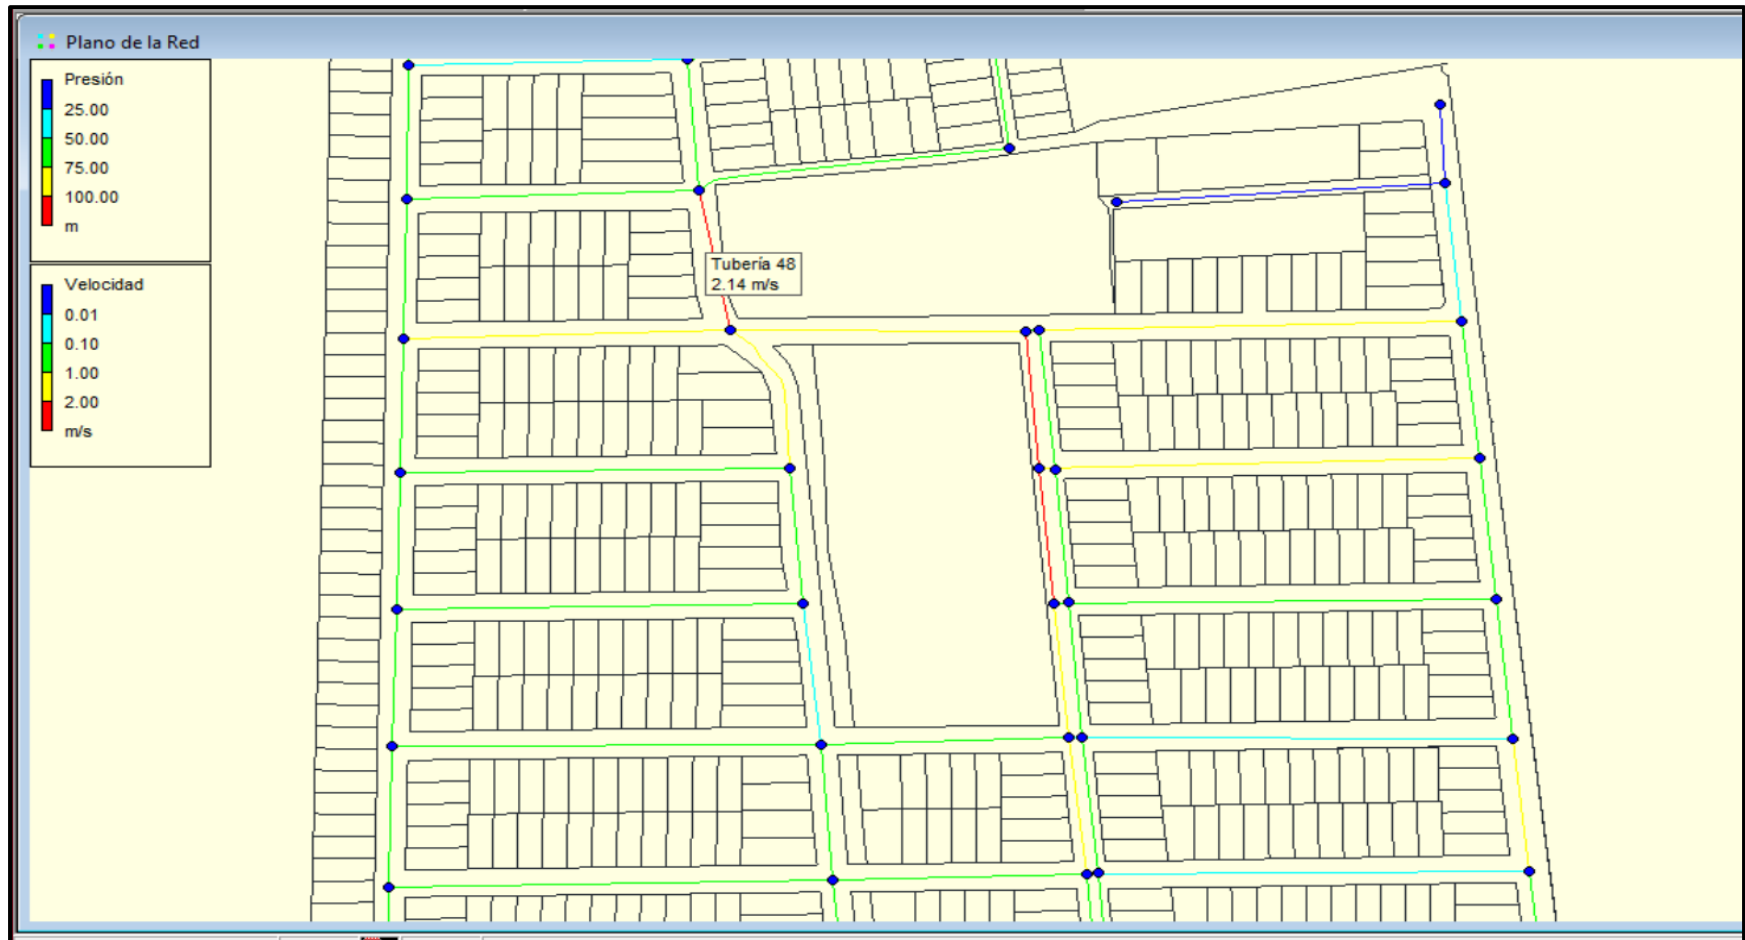 Plano de la Red
Presión
25.00
50.00
75.00
100.00
m
Velocidad
0.01
0.10
1.00
2.00
m/s
Tubería 48
2.14 m/s